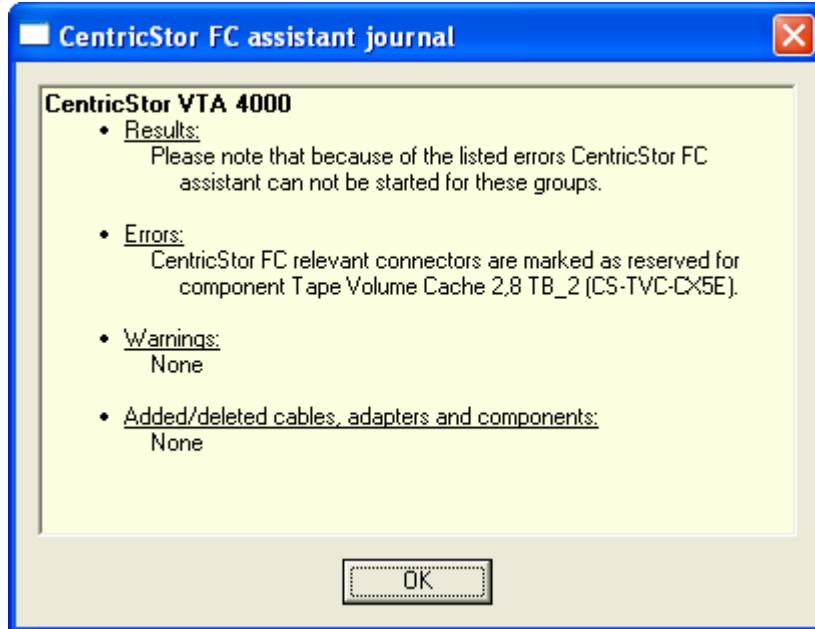 CentricStor FC assistant journal
CentricStor VTA 4000
• Results:
Please note that because of the listed errors CentricStor FC
assistant can not be started for these groups.
• Errors:
CentricStor FC relevant connectors are marked as reserved for
component Tape Volume Cache 2,8 TB_2 (CS-TVC-CX5E).
• Warnings:
None
• Added/deleted cables, adapters and components:
None
OK